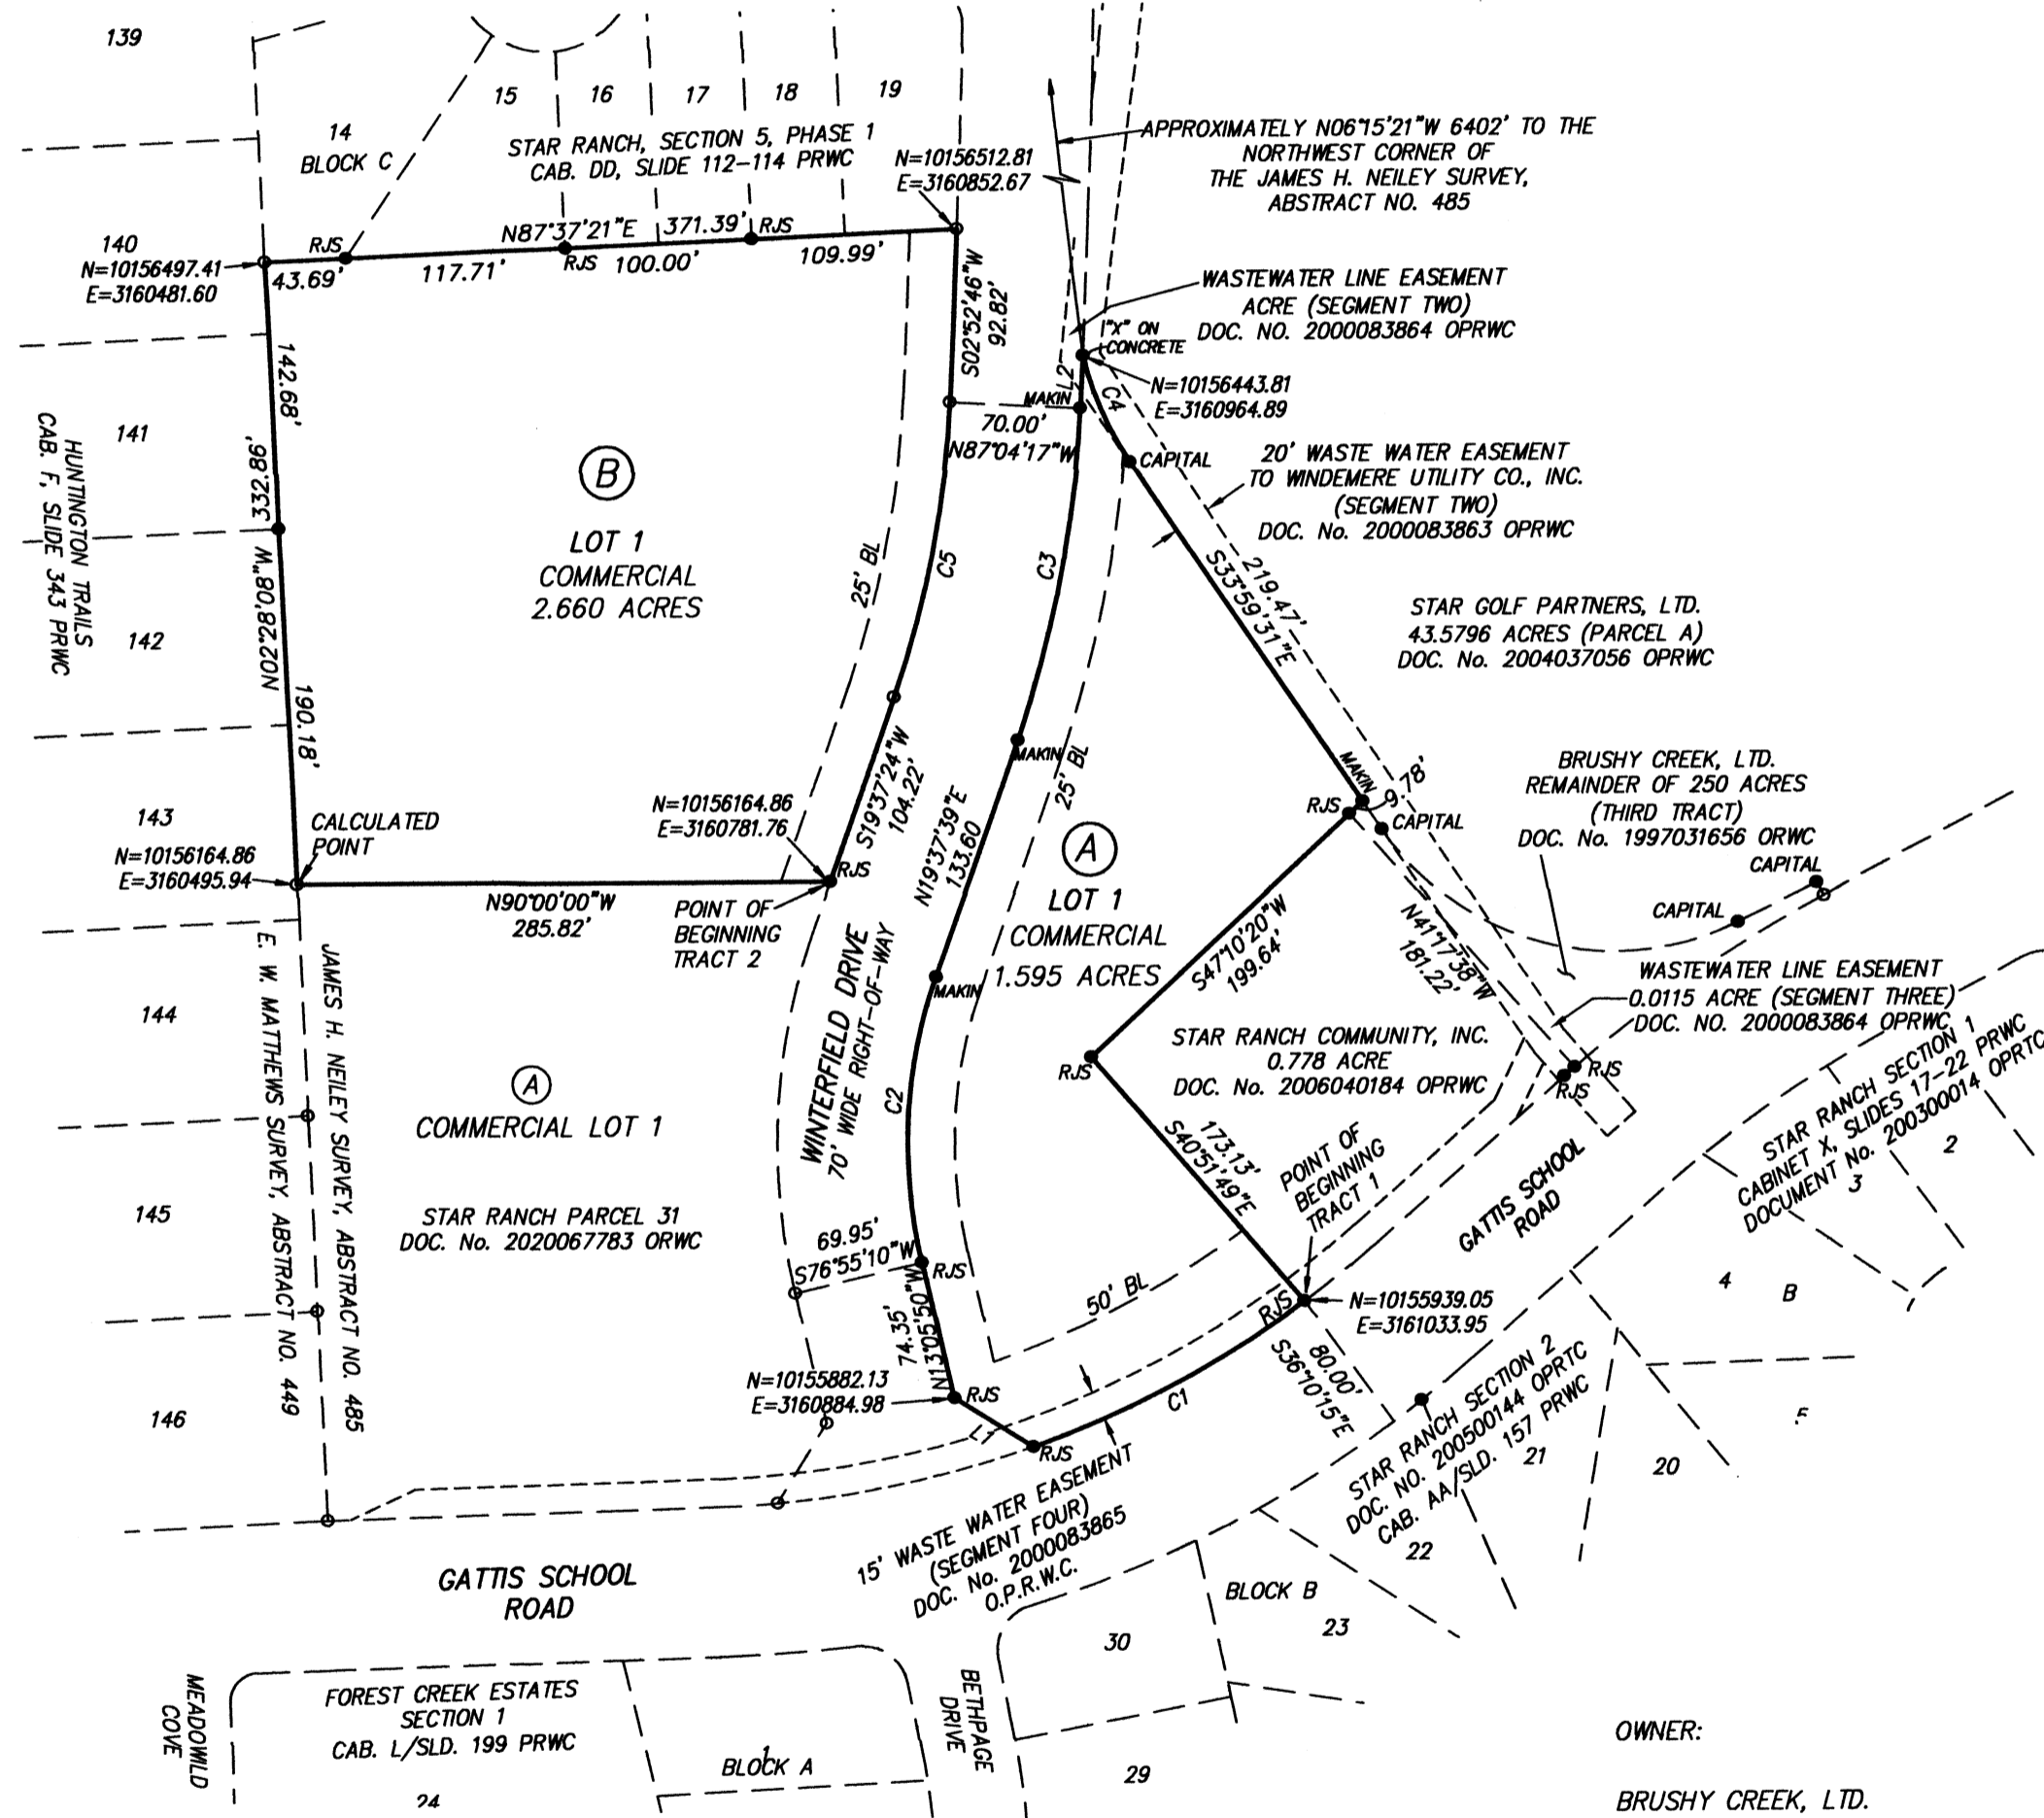 139
14
BLOCK C
15
16
17
18
19
STAR RANCH, SECTION 5, PHASE 1
CAB. DD, SLIDE 112-114 PRWC
N=10156512.81
E=3160852.67
APPROXIMATELY N06°15'21"W 6402' TO THE
NORTHWEST CORNER OF
THE JAMES H. NEILEY SURVEY,
ABSTRACT NO. 485
140
N=10156497.41
E=3160481.60
RJS
43.69'
117.71'
N87°37'21"E
371.39'
RJS
RJS
100.00'
109.99'
S02°52'46"W
92.82'
WASTEWATER LINE EASEMENT
ACRE (SEGMENT TWO)
DOC. NO. 2000083864 OPRWC
"X" ON
CONCRETE
L2
C4
N=10156443.81
E=3160964.89
MAKIN
70.00'
N87°04'17"W
CAPITAL
20' WASTE WATER EASEMENT
TO WINDEMERE UTILITY CO., INC.
(SEGMENT TWO)
DOC. No. 2000083863 OPRWC
142.68'
332.86'
N02°28'08"W
190.18'
HUNTINGTON TRAILS
CAB. F, SLIDE 343 PRWC
141
142
143
B
LOT 1
COMMERCIAL
2.660 ACRES
25' BL
C5
C3
219.47'
S33°59'31"E
STAR GOLF PARTNERS, LTD.
43.5796 ACRES (PARCEL A)
DOC. No. 2004037056 OPRWC
MAKIN
S19°37'24"W
104.22'
25' BL
MAKIN
9.78'
RJS
CAPITAL
BRUSHY CREEK, LTD.
REMAINDER OF 250 ACRES
(THIRD TRACT)
DOC. No. 1997031656 ORWC
CAPITAL
CAPITAL
CALCULATED
POINT
N=10156164.86
E=3160495.94
N=10156164.86
E=3160781.76
RJS
N90°00'00"W
285.82'
POINT OF
BEGINNING
TRACT 2
N19°37'39"E
133.60
MAKIN
A
LOT 1
COMMERCIAL
1.595 ACRES
S47°10'20"W
199.64'
N41°17'38"W
181.22'
WASTEWATER LINE EASEMENT
0.0115 ACRE (SEGMENT THREE)
DOC. NO. 2000083864 OPRWC
144
145
146
E. W. MATTHEWS SURVEY, ABSTRACT NO. 449
JAMES H. NEILEY SURVEY, ABSTRACT NO. 485
A
COMMERCIAL LOT 1
STAR RANCH PARCEL 31
DOC. No. 2020067783 ORWC
WINTERFIELD DRIVE
70' WIDE RIGHT-OF-WAY
C2
RJS
STAR RANCH COMMUNITY, INC.
0.778 ACRE
DOC. No. 2006040184 OPRWC
RJS
RJS
173.13'
S40°51'49"E
POINT OF
BEGINNING
TRACT 1
GATTIS SCHOOL
ROAD
STAR RANCH SECTION 1
CABINET X, SLIDES 17-22 PRWC
DOCUMENT No. 200300014 OPRTC
2
3
4
B
69.95'
S76°55'10"W
RJS
N13°05'50"W
74.35'
50' BL
RJS
N=10155939.05
E=3161033.95
80.00'
S36°10'15"E
N=10155882.13
E=3160884.98
RJS
RJS
C1
15' WASTE WATER EASEMENT
(SEGMENT FOUR)
DOC. No. 2000083865
O.P.R.W.C.
STAR RANCH SECTION 2
DOC. NO. 200500144 OPRTC
CAB. AA/SLD. 157 PRWC
21
20
22
BLOCK B
23
30
29
GATTIS SCHOOL
ROAD
MEADOWILD
COVE
FOREST CREEK ESTATES
SECTION 1
CAB. L/SLD. 199 PRWC
24
1
BLOCK A
BETHPAGE
DRIVE
OWNER:
BRUSHY CREEK, LTD.